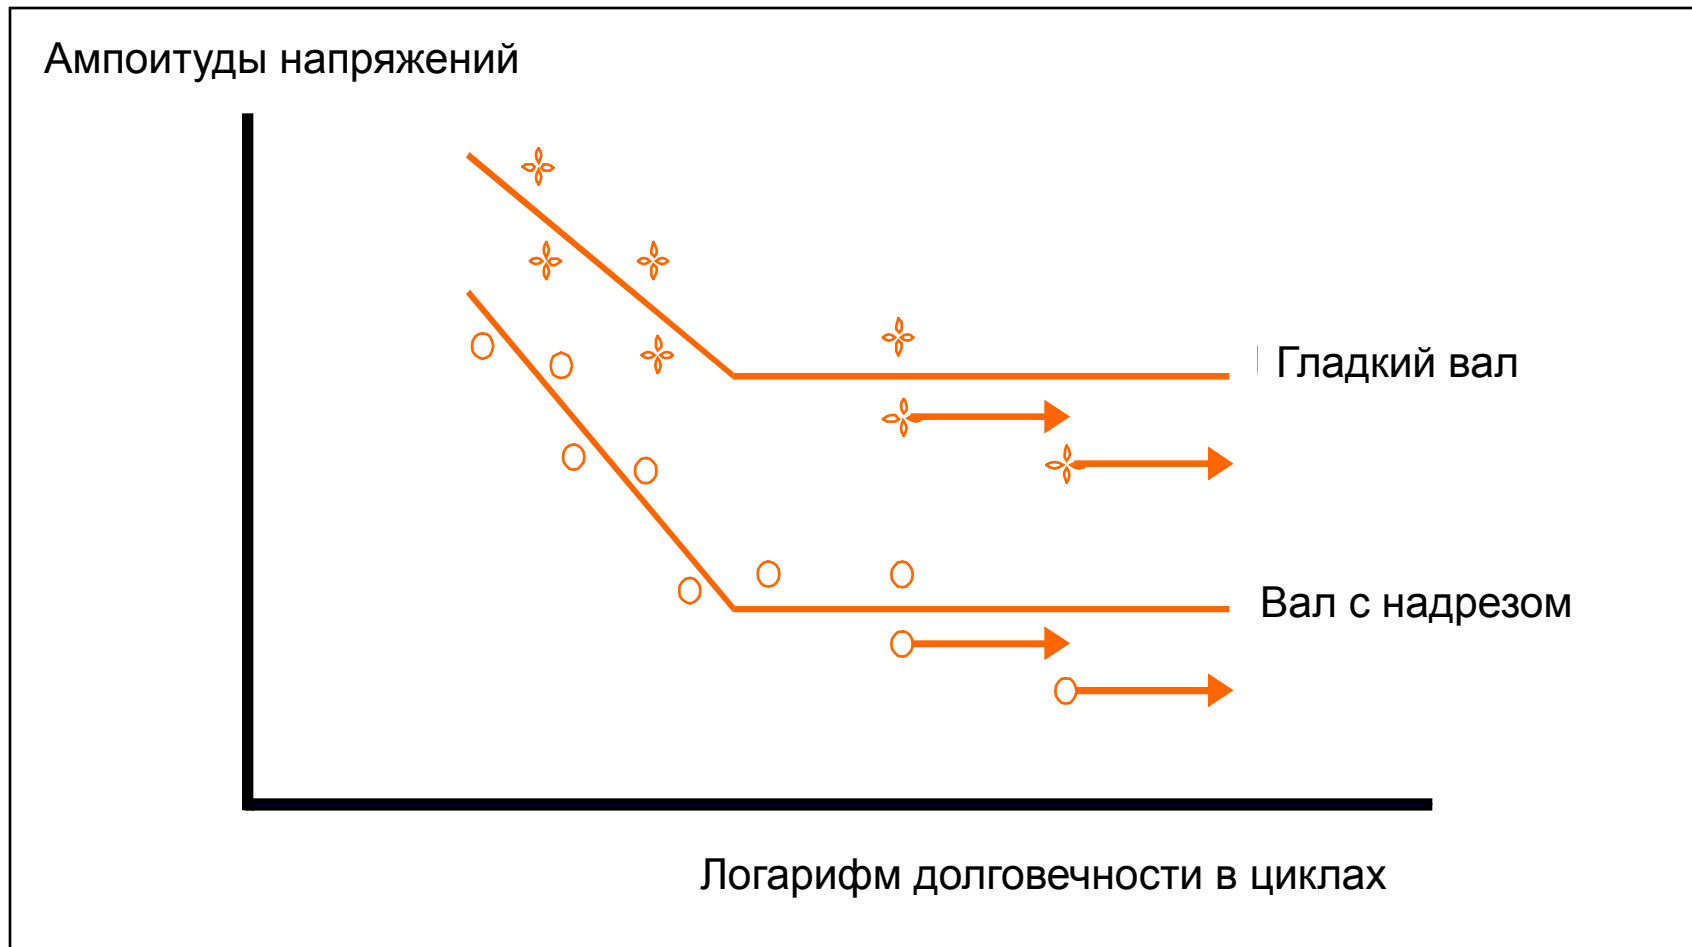 Ампоитуды напряжений
Гладкий вал
Вал с надрезом
Логарифм долговечности в циклах